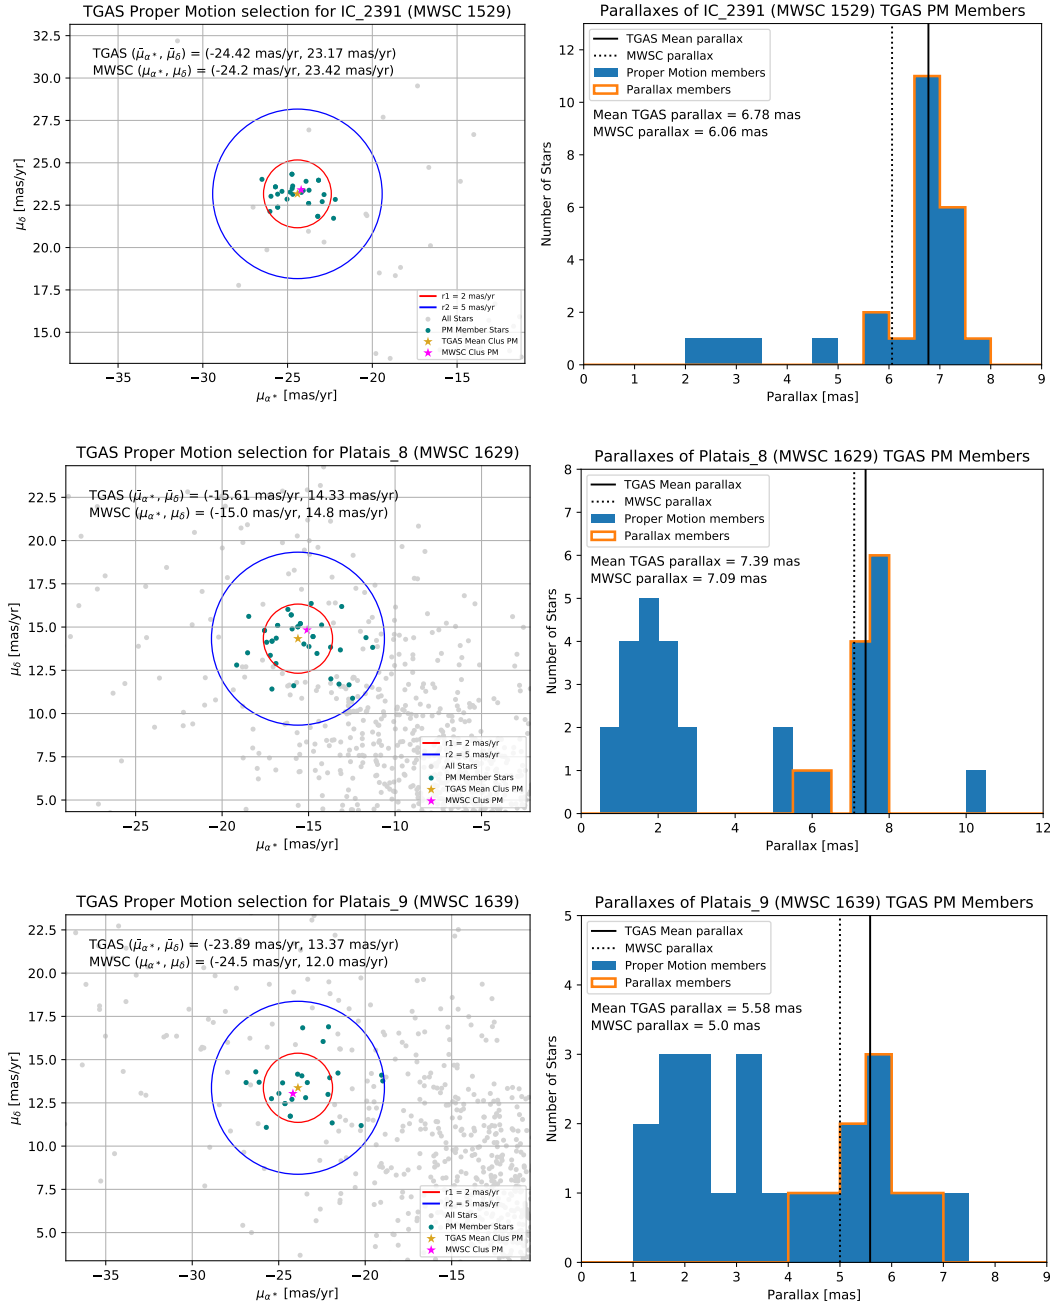 TGAS Proper Motion selection for IC_2391 (MWSC 1529)
TGAS (μ̄α*, μ̄δ) = (-24.42 mas/yr, 23.17 mas/yr)
MWSC (μα*, μδ) = (-24.2 mas/yr, 23.42 mas/yr)
32.5
30.0
27.5
25.0
22.5
20.0
17.5
15.0
μδ [mas/yr]
r1 = 2 mas/yr
r2 = 5 mas/yr
All Stars
PM Member Stars
TGAS Mean Clus PM
MWSC Clus PM
−35 −30 −25 −20 −15
μα* [mas/yr]
Parallaxes of IC_2391 (MWSC 1529) TGAS PM Members
TGAS Mean parallax
MWSC parallax
Proper Motion members
Parallax members
Mean TGAS parallax = 6.78 mas
MWSC parallax = 6.06 mas
12
10
8
6
4
2
0
Number of Stars
0 1 2 3 4 5 6 7 8 9
Parallax [mas]
TGAS Proper Motion selection for Platais_8 (MWSC 1629)
TGAS (μ̄α*, μ̄δ) = (-15.61 mas/yr, 14.33 mas/yr)
MWSC (μα*, μδ) = (-15.0 mas/yr, 14.8 mas/yr)
22.5
20.0
17.5
15.0
12.5
10.0
7.5
5.0
μδ [mas/yr]
r1 = 2 mas/yr
r2 = 5 mas/yr
All Stars
PM Member Stars
TGAS Mean Clus PM
MWSC Clus PM
−25 −20 −15 −10 −5
μα* [mas/yr]
Parallaxes of Platais_8 (MWSC 1629) TGAS PM Members
TGAS Mean parallax
MWSC parallax
Proper Motion members
Parallax members
Mean TGAS parallax = 7.39 mas
MWSC parallax = 7.09 mas
8
7
6
5
4
3
2
1
0
Number of Stars
0 2 4 6 8 10 12
Parallax [mas]
TGAS Proper Motion selection for Platais_9 (MWSC 1639)
TGAS (μ̄α*, μ̄δ) = (-23.89 mas/yr, 13.37 mas/yr)
MWSC (μα*, μδ) = (-24.5 mas/yr, 12.0 mas/yr)
22.5
20.0
17.5
15.0
12.5
10.0
7.5
5.0
μδ [mas/yr]
r1 = 2 mas/yr
r2 = 5 mas/yr
All Stars
PM Member Stars
TGAS Mean Clus PM
MWSC Clus PM
−35 −30 −25 −20 −15
μα* [mas/yr]
Parallaxes of Platais_9 (MWSC 1639) TGAS PM Members
TGAS Mean parallax
MWSC parallax
Proper Motion members
Parallax members
Mean TGAS parallax = 5.58 mas
MWSC parallax = 5.0 mas
5
4
3
2
1
0
Number of Stars
0 1 2 3 4 5 6 7 8 9
Parallax [mas]